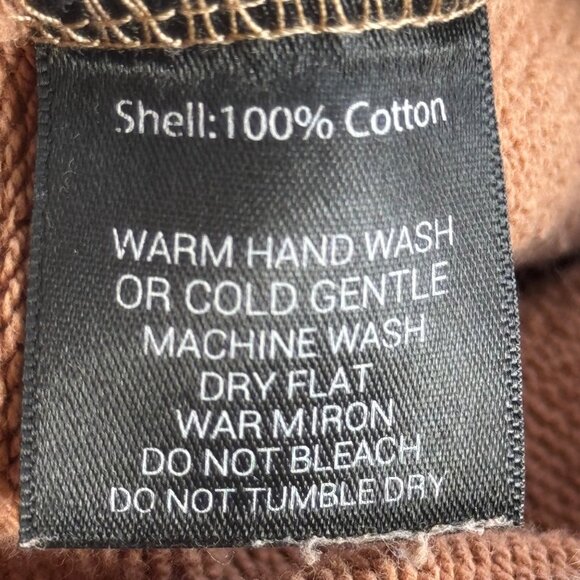 Shell:100% Cotton
WARM HAND WASH
OR COLD GENTLE
MACHINE WASH
DRY FLAT
WAR MIRON
DO NOT BLEACH
DO NOT TUMBLE DRY